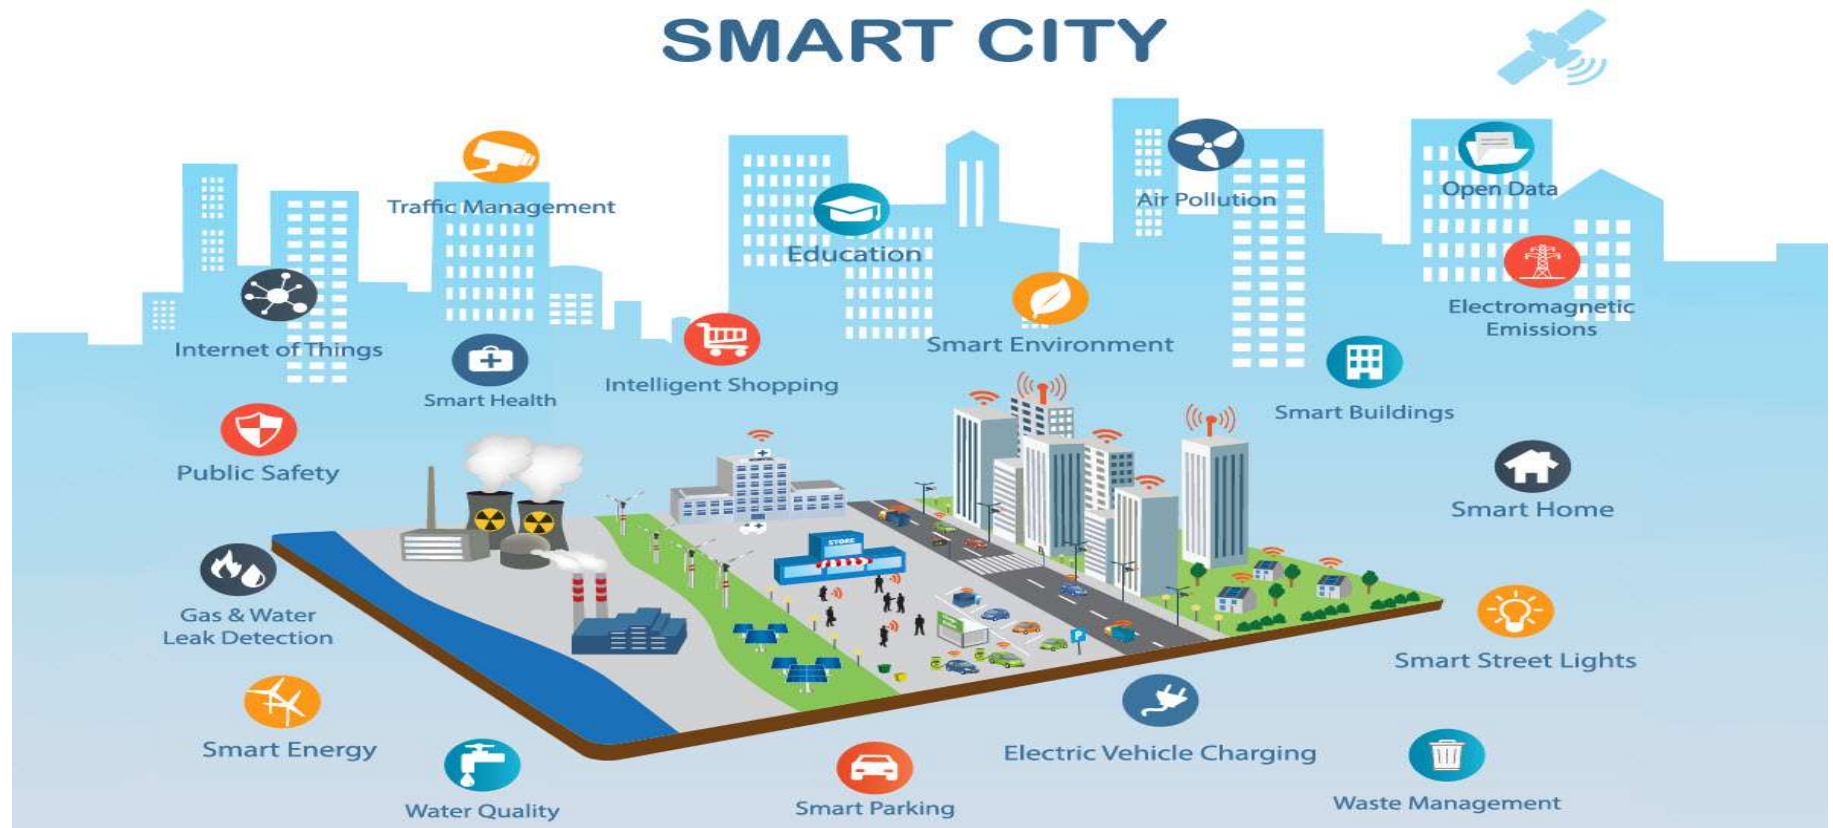 SMART CITY
Traffic Management
Education
Air Pollution
Open Data
Internet of Things
Smart Health
Intelligent Shopping
Smart Environment
Electromagnetic
Emissions
Smart Buildings
Public Safety
Smart Home
STORE
Gas & Water
Leak Detection
P
Smart Street Lights
Smart Energy
Water Quality
Smart Parking
Electric Vehicle Charging
Waste Management